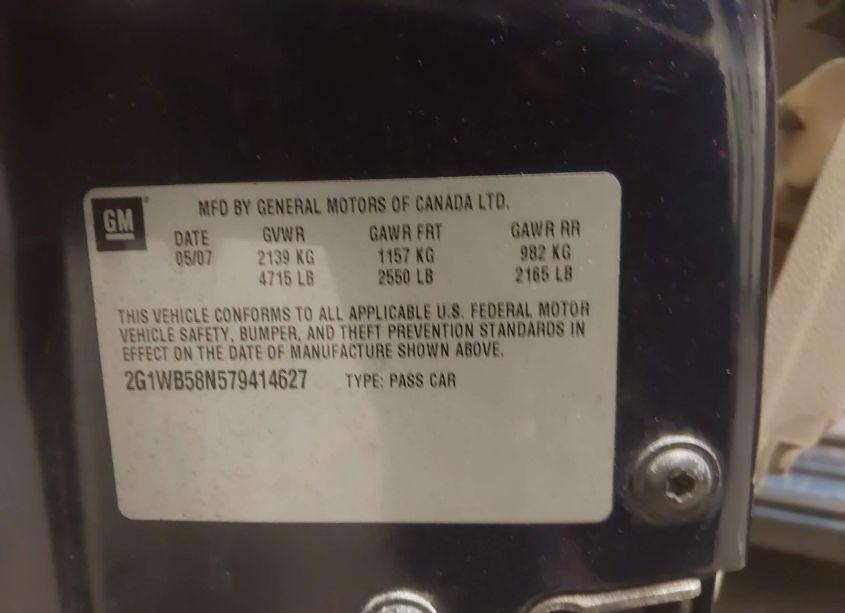 GM
MFD BY GENERAL MOTORS OF CANADA LTD.
DATE GVWR GAWR FRT GAWR RR
05/07 2139 KG 1157 KG 982 KG
4715 LB 2550 LB 2165 LB
THIS VEHICLE CONFORMS TO ALL APPLICABLE U.S. FEDERAL MOTOR
VEHICLE SAFETY, BUMPER, AND THEFT PREVENTION STANDARDS IN
EFFECT ON THE DATE OF MANUFACTURE SHOWN ABOVE.
2G1WB58N579414627 TYPE: PASS CAR